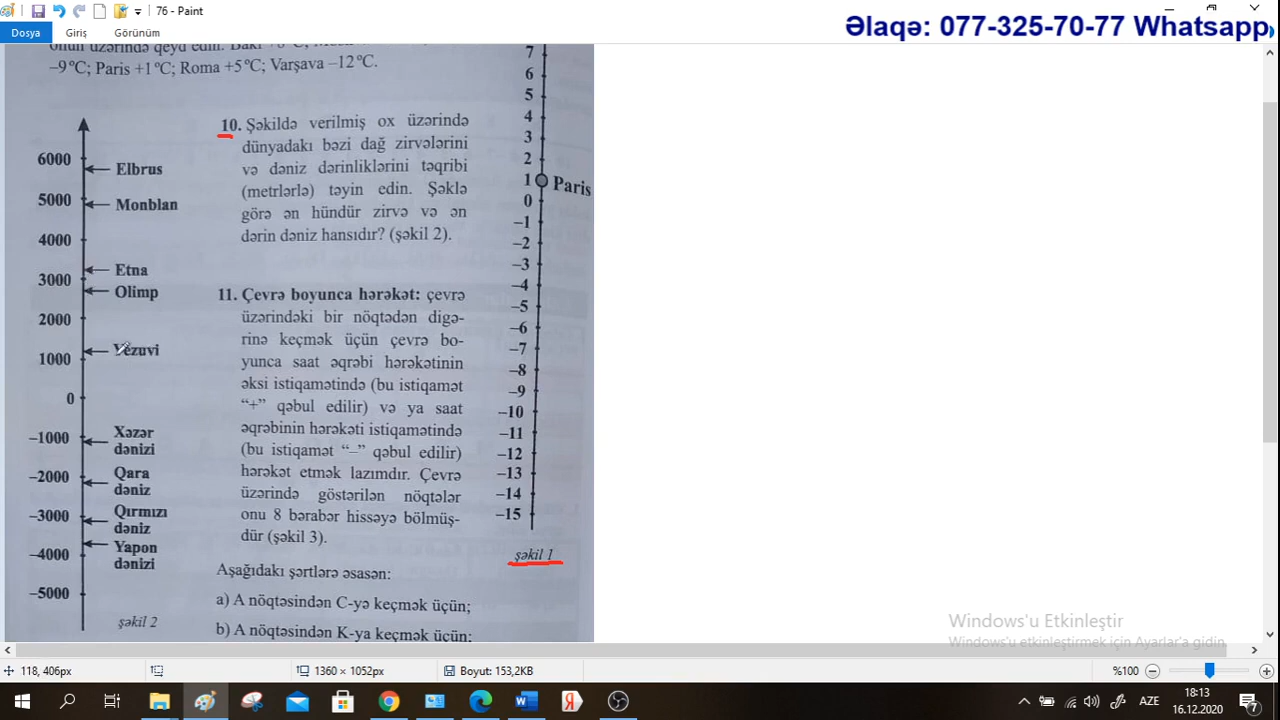 76 - Paint
Əlaqə: 077-325-70-77 Whatsapp
Dosya Giriş Görünüm
onun üzərində qeyd edin.
–9°C; Paris +1°C; Roma +5°C; Varşava –12°C.
6000
5000
4000
3000
2000
1000
0
–1000
–2000
–3000
–4000
–5000
Elbrus
Monblan
Etna
Olimp
Vezuvi
Xəzər
dənizi
Qara
dəniz
Qırmızı
dəniz
Yapon
dənizi
şəkil 2
10. Şəkildə verilmiş ox üzərində
dünyadakı bəzi dağ zirvələrini
və dəniz dərinliklərini təqribi
(metrlərlə) təyin edin. Şəklə
görə ən hündür zirvə və ən
dərin dəniz hansıdır? (şəkil 2).
11. Çevrə boyunca hərəkət: çevrə
üzərindəki bir nöqtədən digə-
rinə keçmək üçün çevrə bo-
yunca saat əqrəbi hərəkətinin
əksi istiqamətində (bu istiqamət
“+” qəbul edilir) və ya saat
əqrəbinin hərəkəti istiqamətində
(bu istiqamət “–” qəbul edilir)
hərəkət etmək lazımdır. Çevrə
üzərində göstərilən nöqtələr
onu 8 bərabər hissəyə bölmüş-
dür (şəkil 3).
Aşağıdakı şərtlərə əsasən:
a) A nöqtəsindən C-yə keçmək üçün;
b) A nöqtəsindən K-ya keçmək üçün;
7
6
5
4
3
2
1 Paris
0
–1
–2
–3
–4
–5
–6
–7
–8
–9
–10
–11
–12
–13
–14
–15
şəkil 1
Windows'u Etkinleştir
Windows'u etkinleştirmek için Ayarlar'a gidin.
118, 406px
1360 × 1052px
Boyut: 153,2KB
%100
AZE
18:13
16.12.2020
7